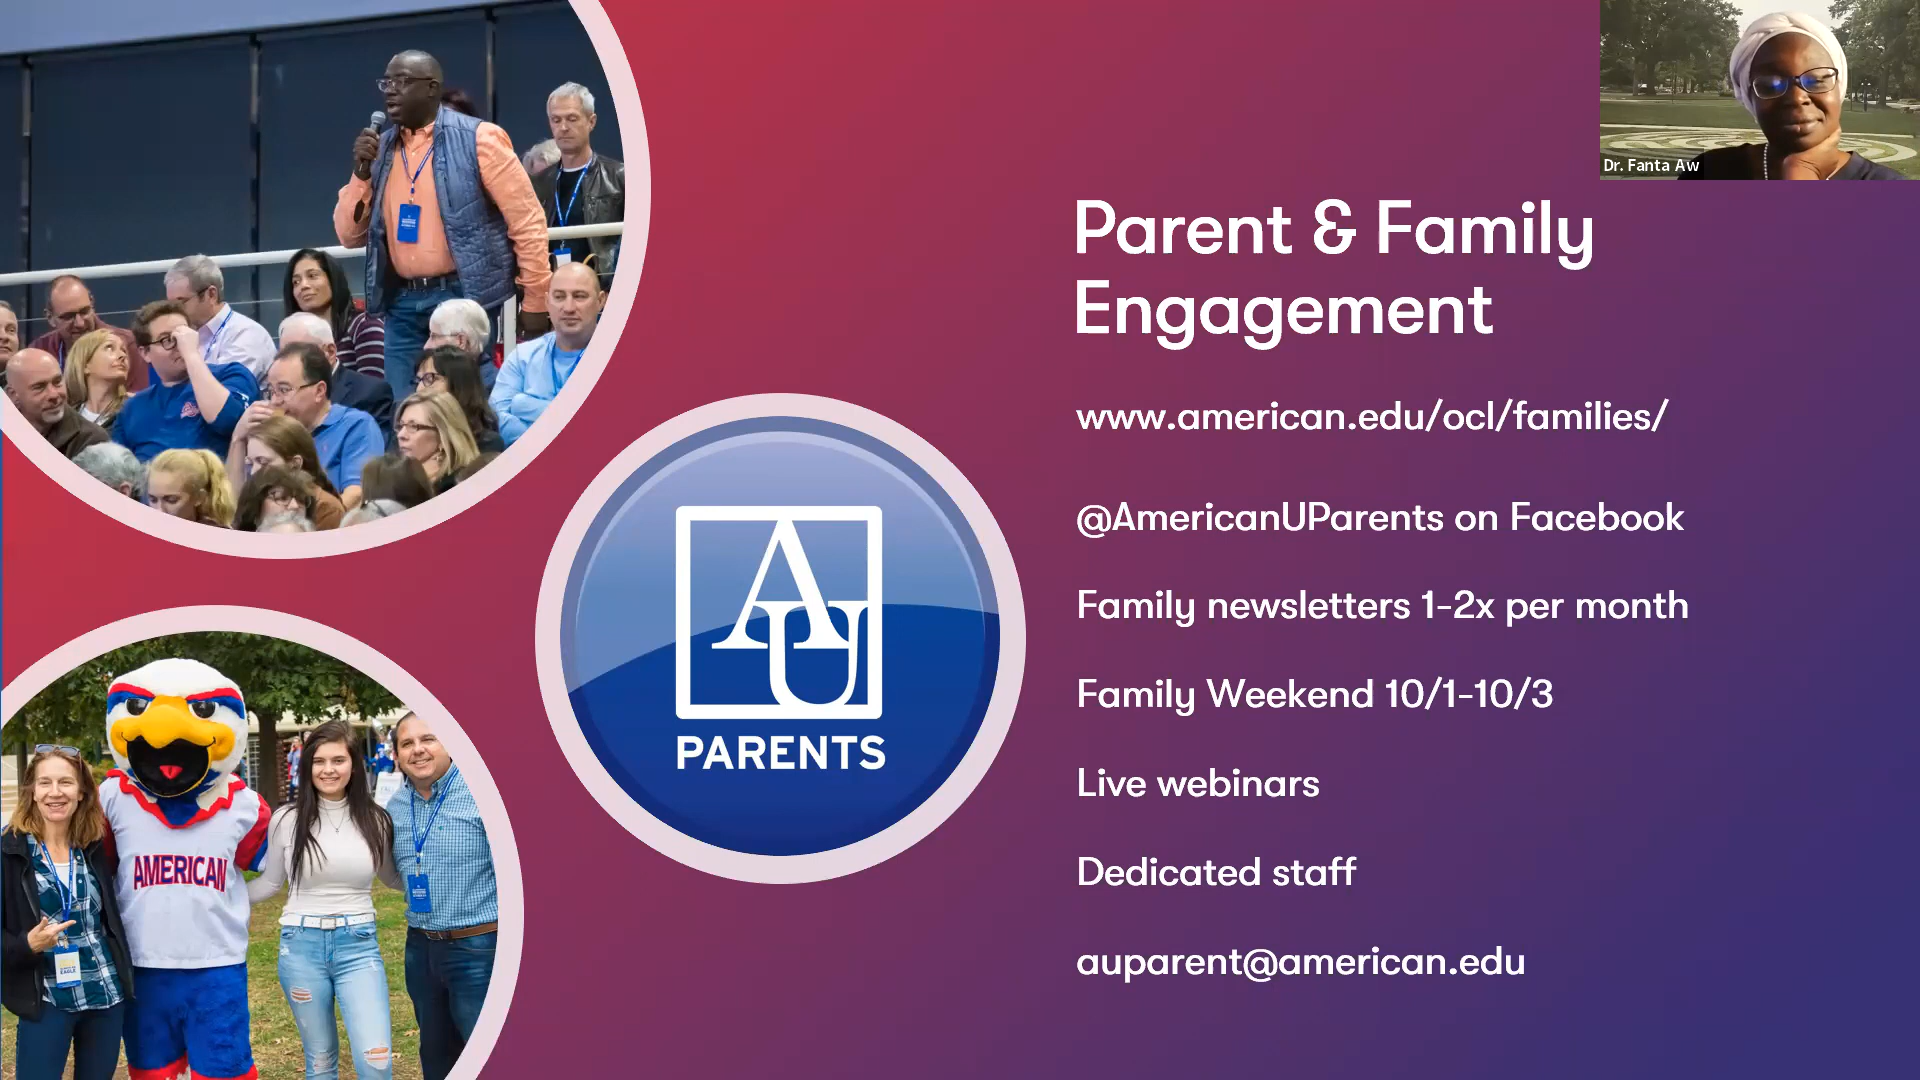 Dr. Fanta Aw
Parent & Family
Engagement
www.american.edu/ocl/families/
@AmericanUParents on Facebook
Family newsletters 1-2x per month
Family Weekend 10/1-10/3
Live webinars
Dedicated staff
auparent@american.edu
AU
PARENTS
AMERICAN
EAGLE